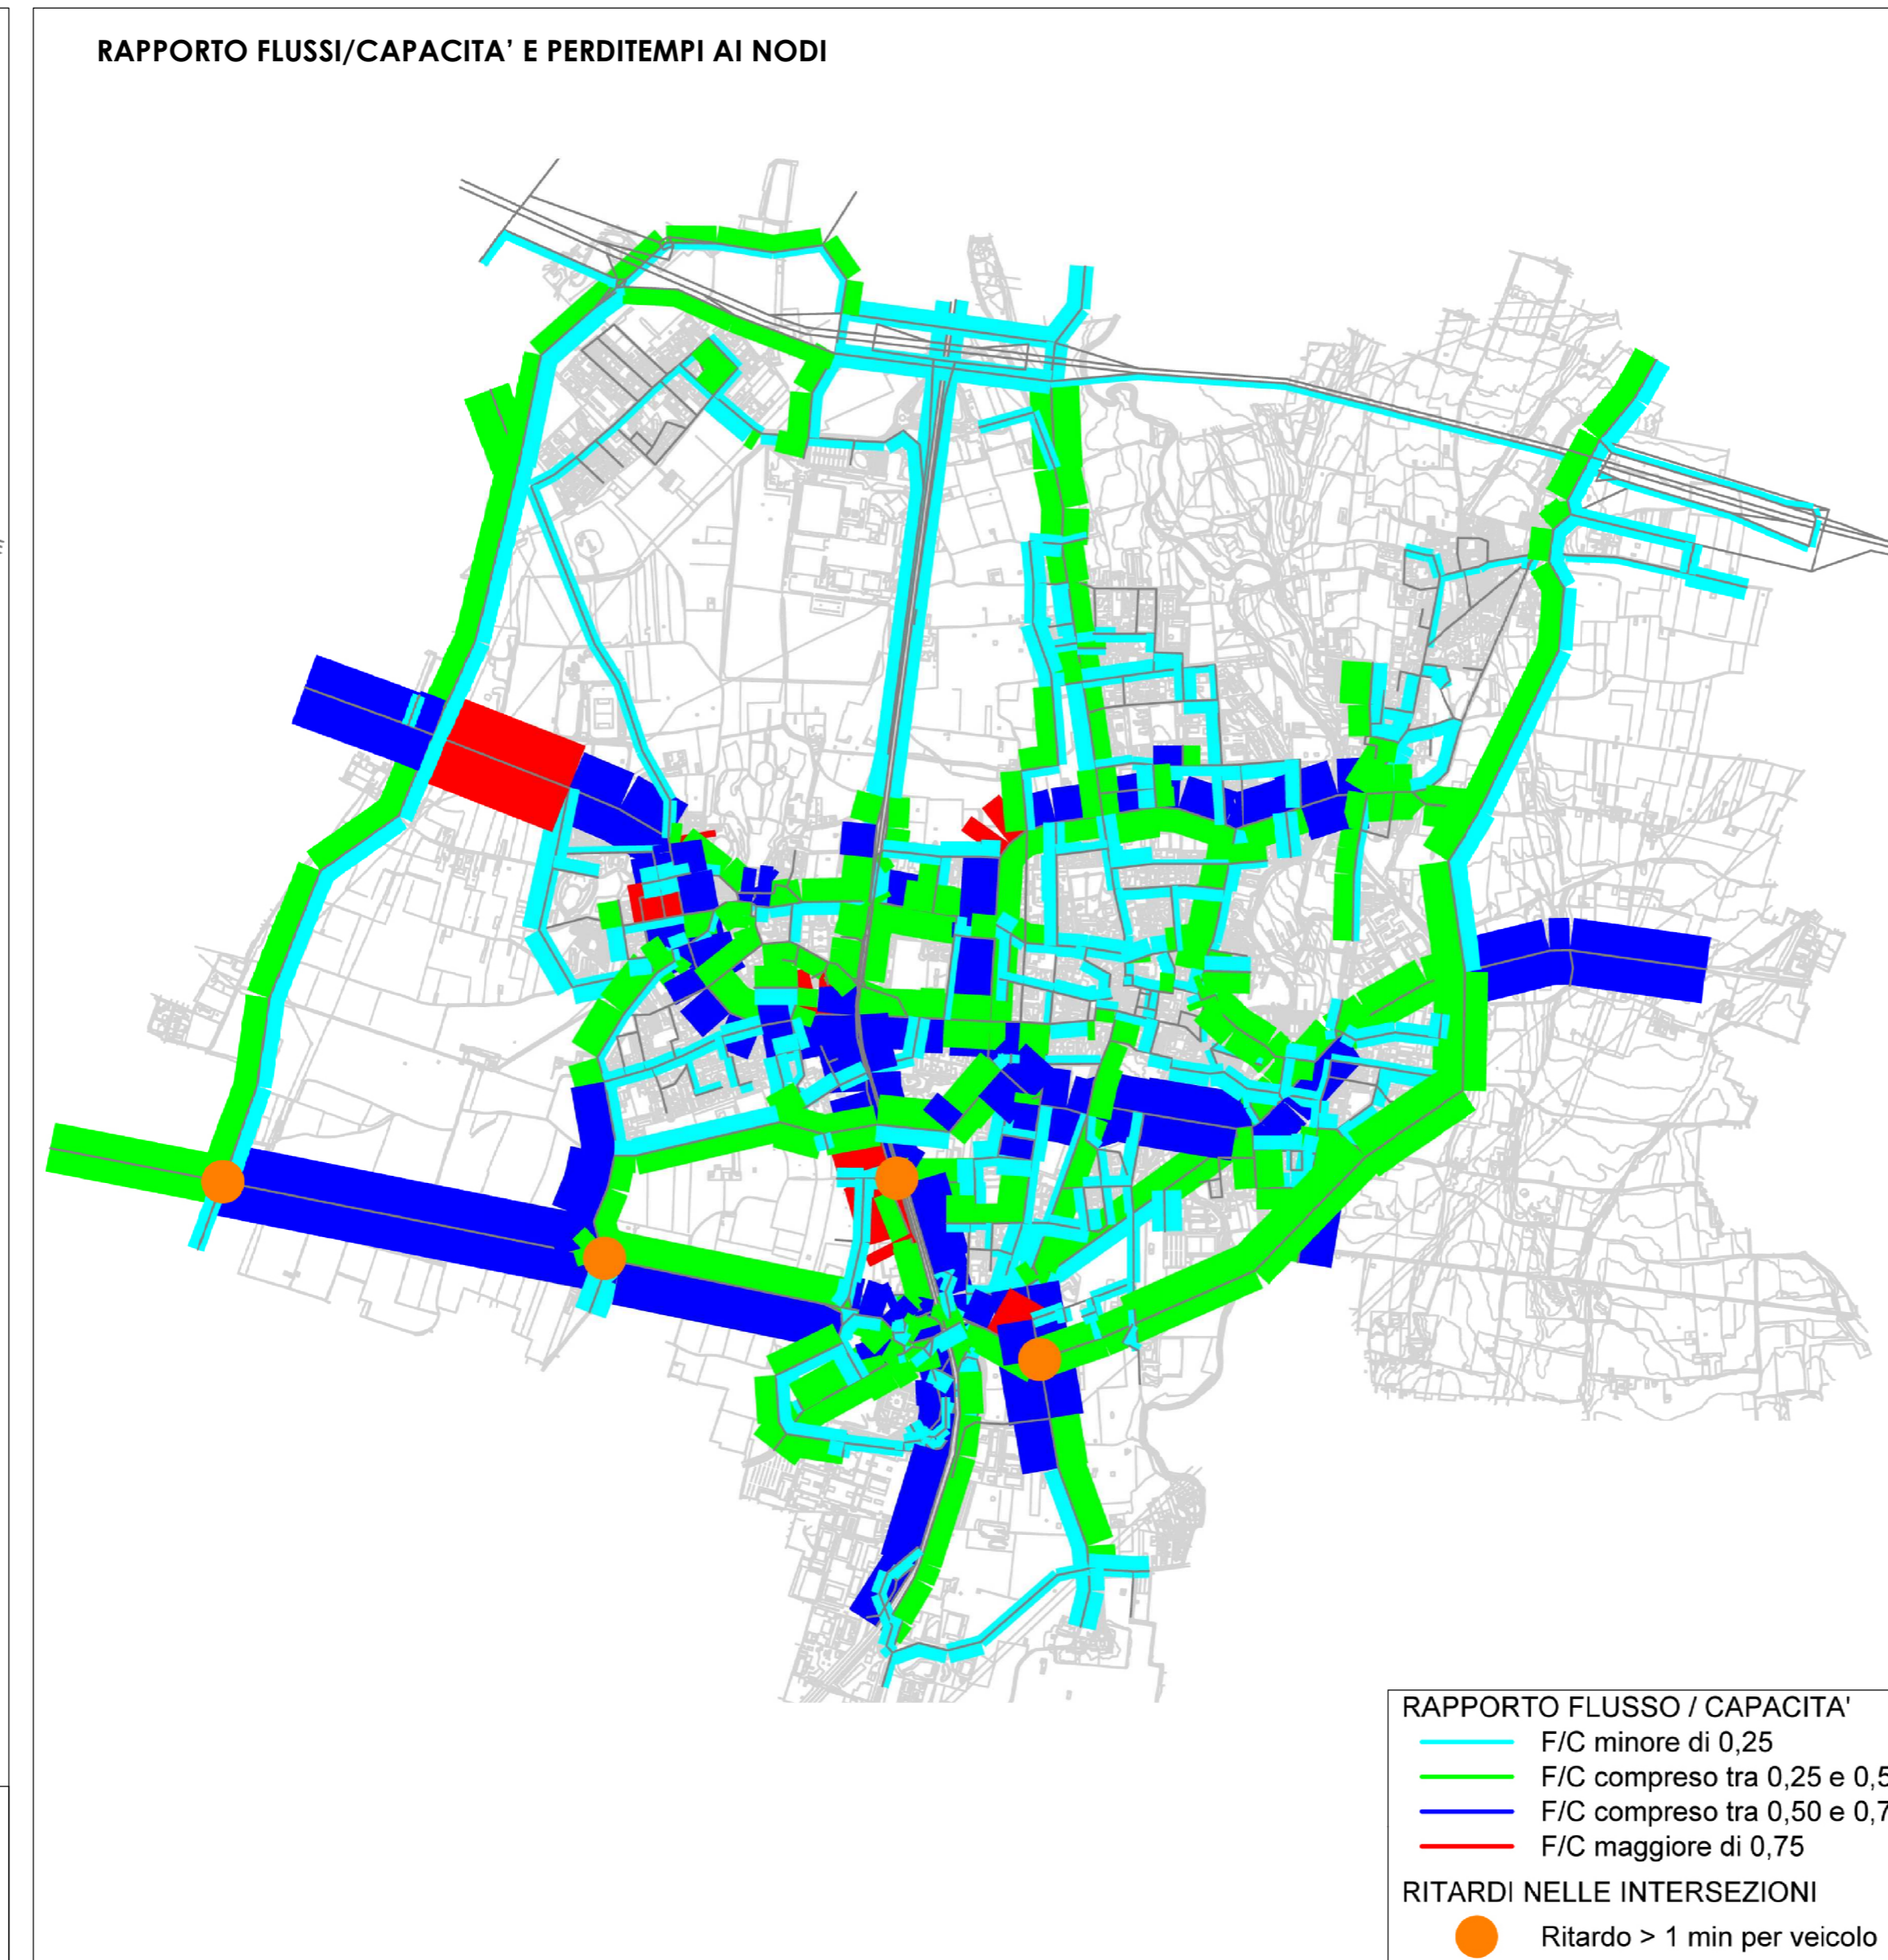 RAPPORTO FLUSSI/CAPACITA’ E PERDITEMPI AI NODI
RAPPORTO FLUSSO / CAPACITA'
F/C minore di 0,25
F/C compreso tra 0,25 e 0,5
F/C compreso tra 0,50 e 0,7
F/C maggiore di 0,75
RITARDI NELLE INTERSEZIONI
Ritardo > 1 min per veicolo